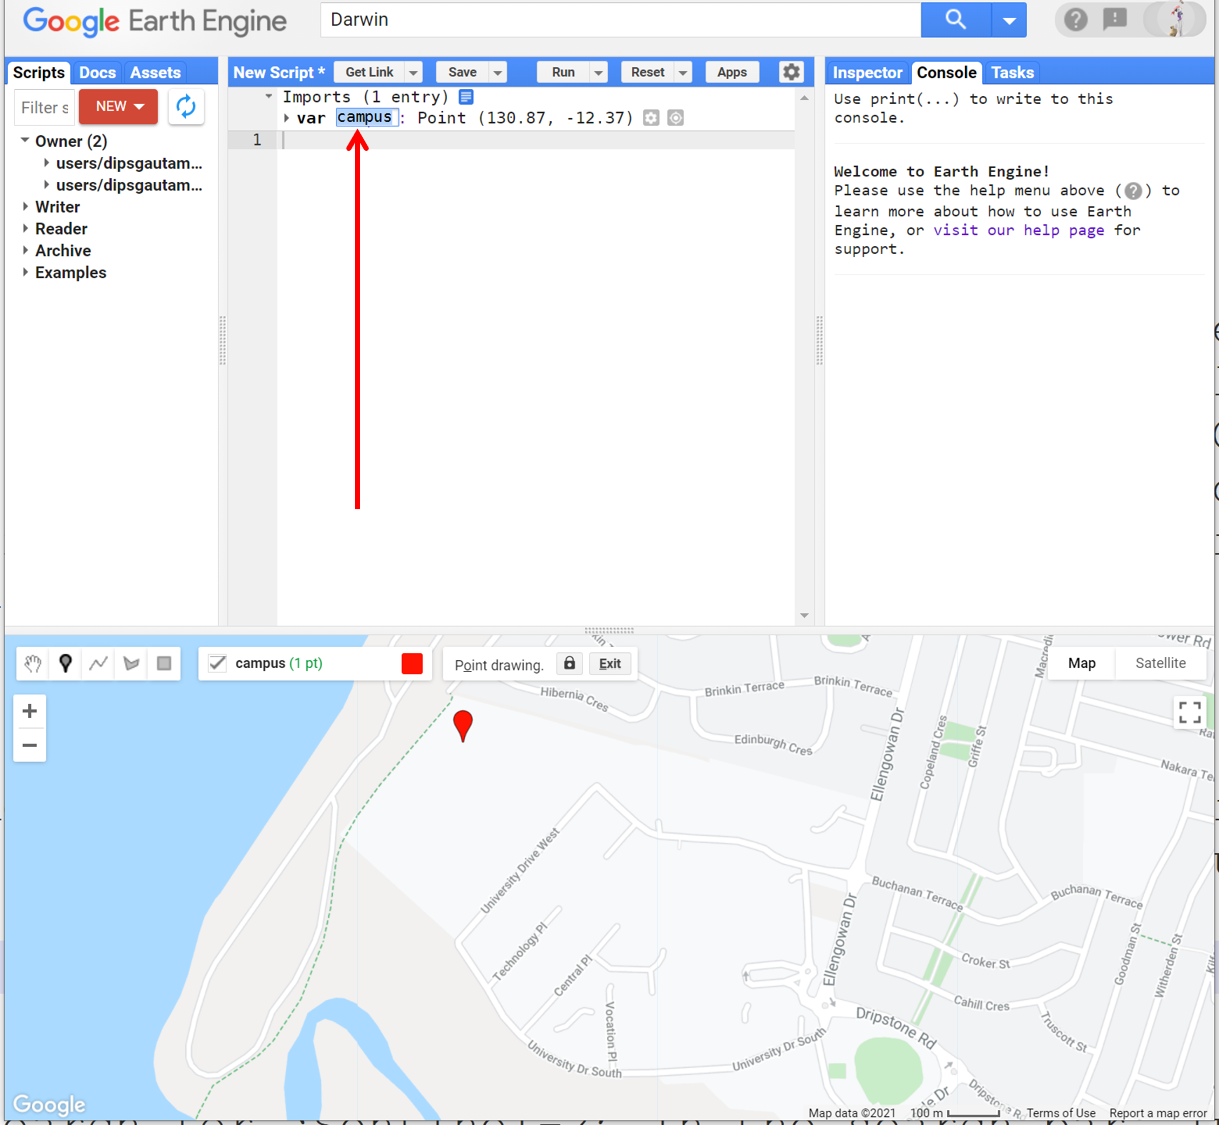 Google Earth Engine
Darwin
Scripts Docs Assets
New Script * Get Link Save Run Reset Apps
Inspector Console Tasks
Filter s NEW
Owner (2)
users/dipsgautam...
users/dipsgautam...
Writer
Reader
Archive
Examples
Imports (1 entry)
var campus : Point (130.87, -12.37)
1
Use print(...) to write to this
console.
Welcome to Earth Engine!
Please use the help menu above (?) to
learn more about how to use Earth
Engine, or visit our help page for
support.
campus (1 pt)
Point drawing. Exit
Map Satellite
+
−
Hibernia Cres
Brinkin Terrace
Brinkin Terrace
Edinburgh Cres
Ellengowan Dr
Copeland Cres
Griffe St
Nakara Te
University Drive West
Technology Pl
Central Pl
Vocation Pl
University Dr South
University Dr South
Ellengowan Dr
Buchanan Terrace
Buchanan Terrace
Croker St
Cahill Cres
Goodman St
Witherden St
Truscott St
Dripstone Rd
Dripstone R
Google
Map data ©2021 100 m Terms of Use Report a map error